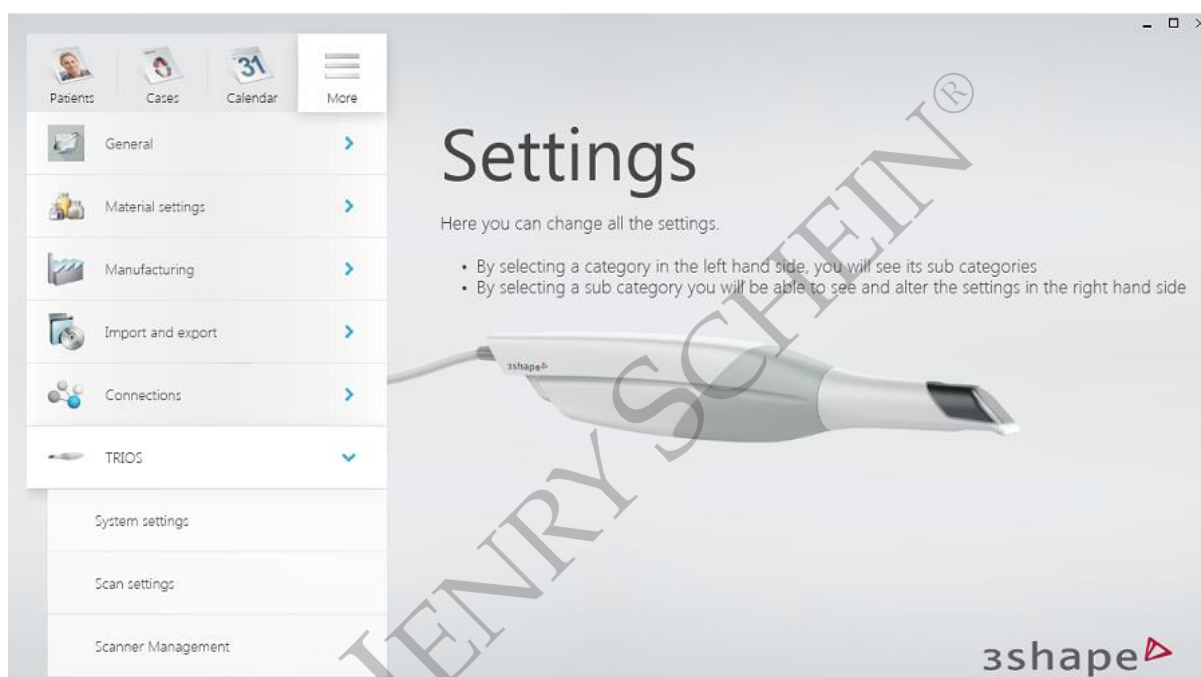 Patients
Cases
31
Calendar
More
General
Material settings
Manufacturing
Import and export
Connections
TRIOS
System settings
Scan settings
Scanner Management
Settings
Here you can change all the settings.
• By selecting a category in the left hand side, you will see its sub categories
• By selecting a sub category you will be able to see and alter the settings in the right hand side
3shape
HENRY SCHEIN®
3shape